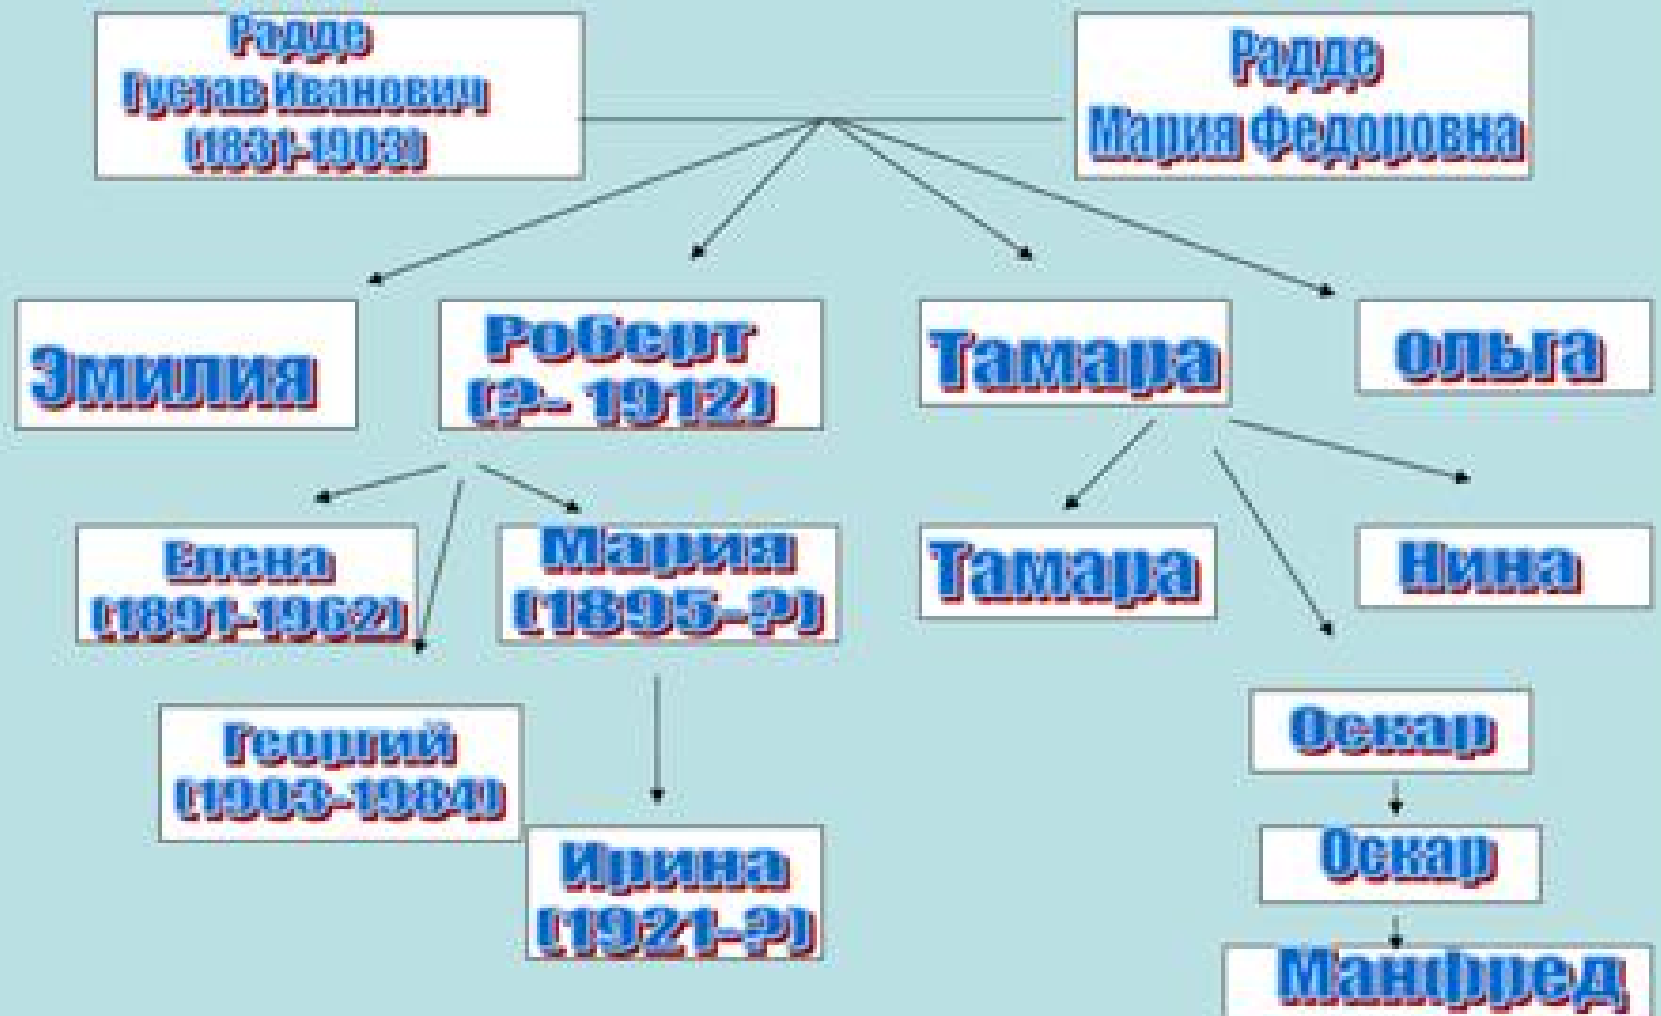 Радде
Густав Иванович
(1831-1903)
Радде
Мария Федоровна
Эмилия
Роберт
(?- 1912)
Тамара
ольга
Елена
(1891-1962)
Мария
(1895-?)
Тамара
Нина
Георгий
(1903-1984)
Оскар
Ирина
(1921-?)
Оскар
Манфред